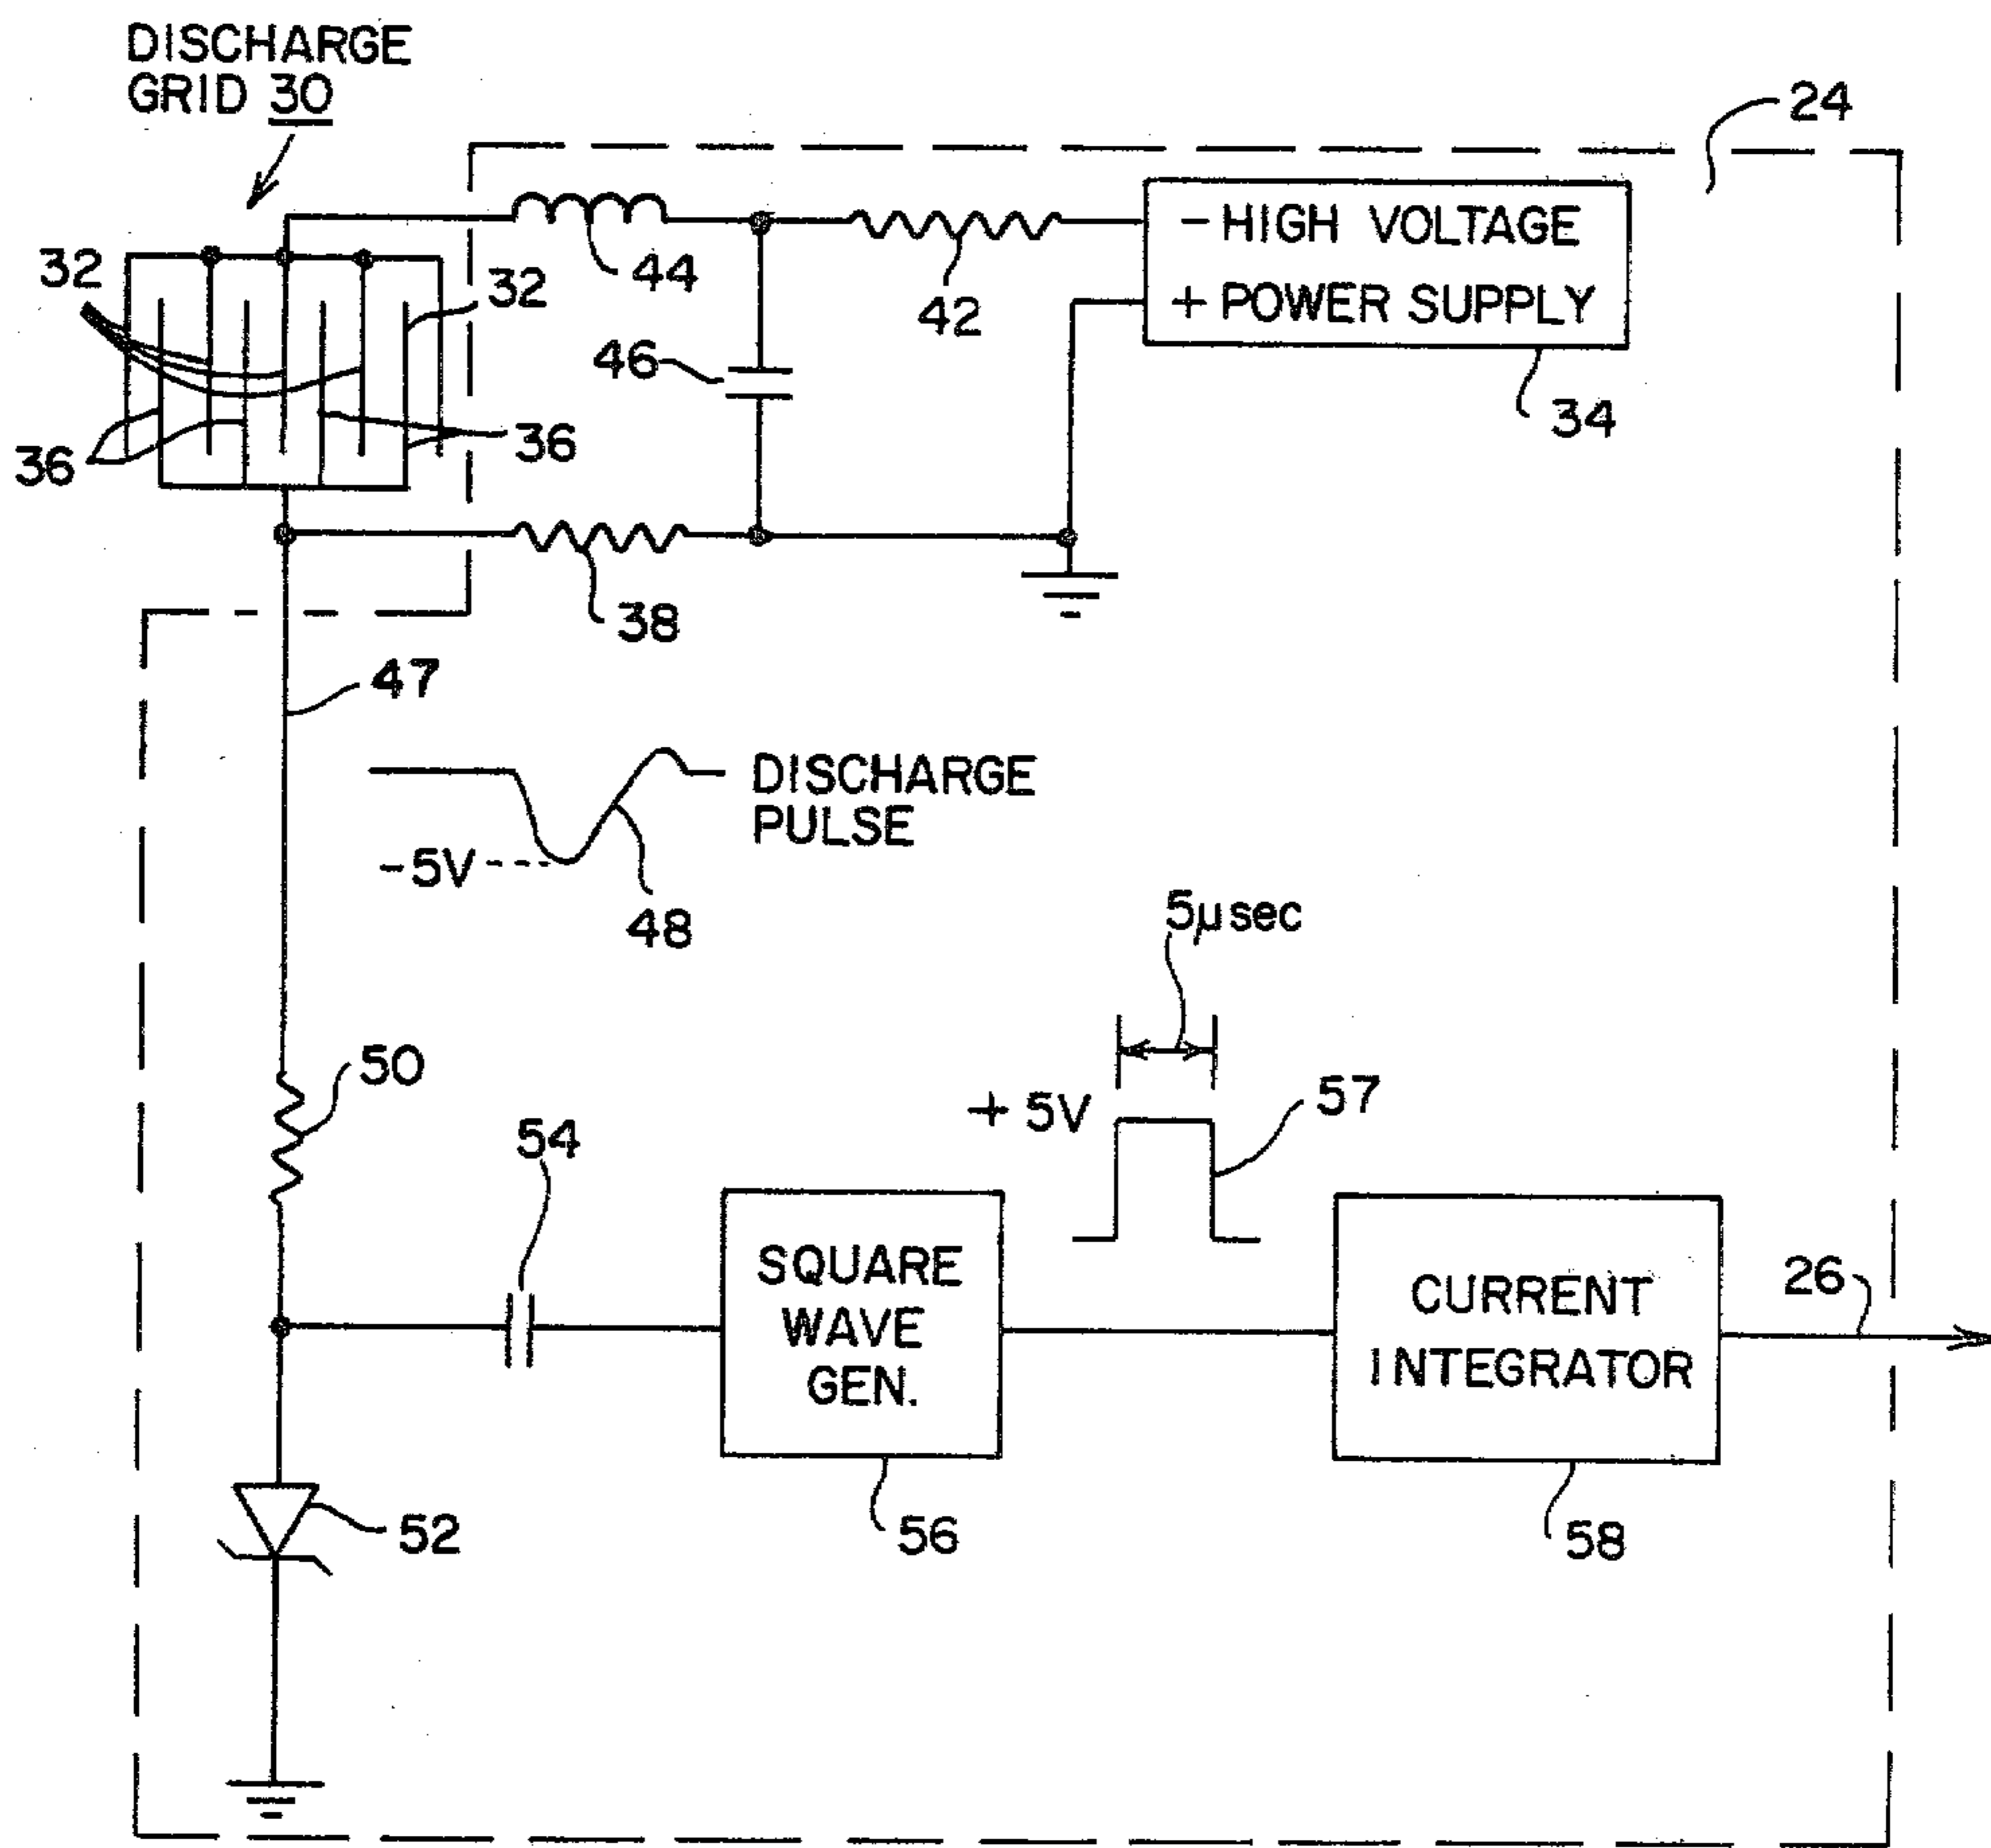 DISCHARGE
GRID 30
24
- HIGH VOLTAGE
+ POWER SUPPLY
32
44
32
42
46
34
36
36
38
47
DISCHARGE
PULSE
-5V
48
5µsec
50
+ 5V
57
54
SQUARE
WAVE
GEN.
CURRENT
INTEGRATOR
26
52
56
58